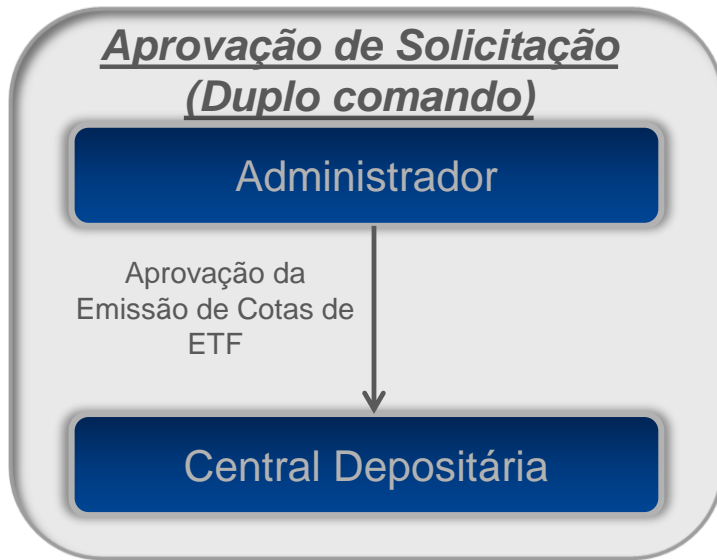 Aprovação de Solicitação
(Duplo comando)
Administrador
Aprovação da
Emissão de Cotas de
ETF
Central Depositária